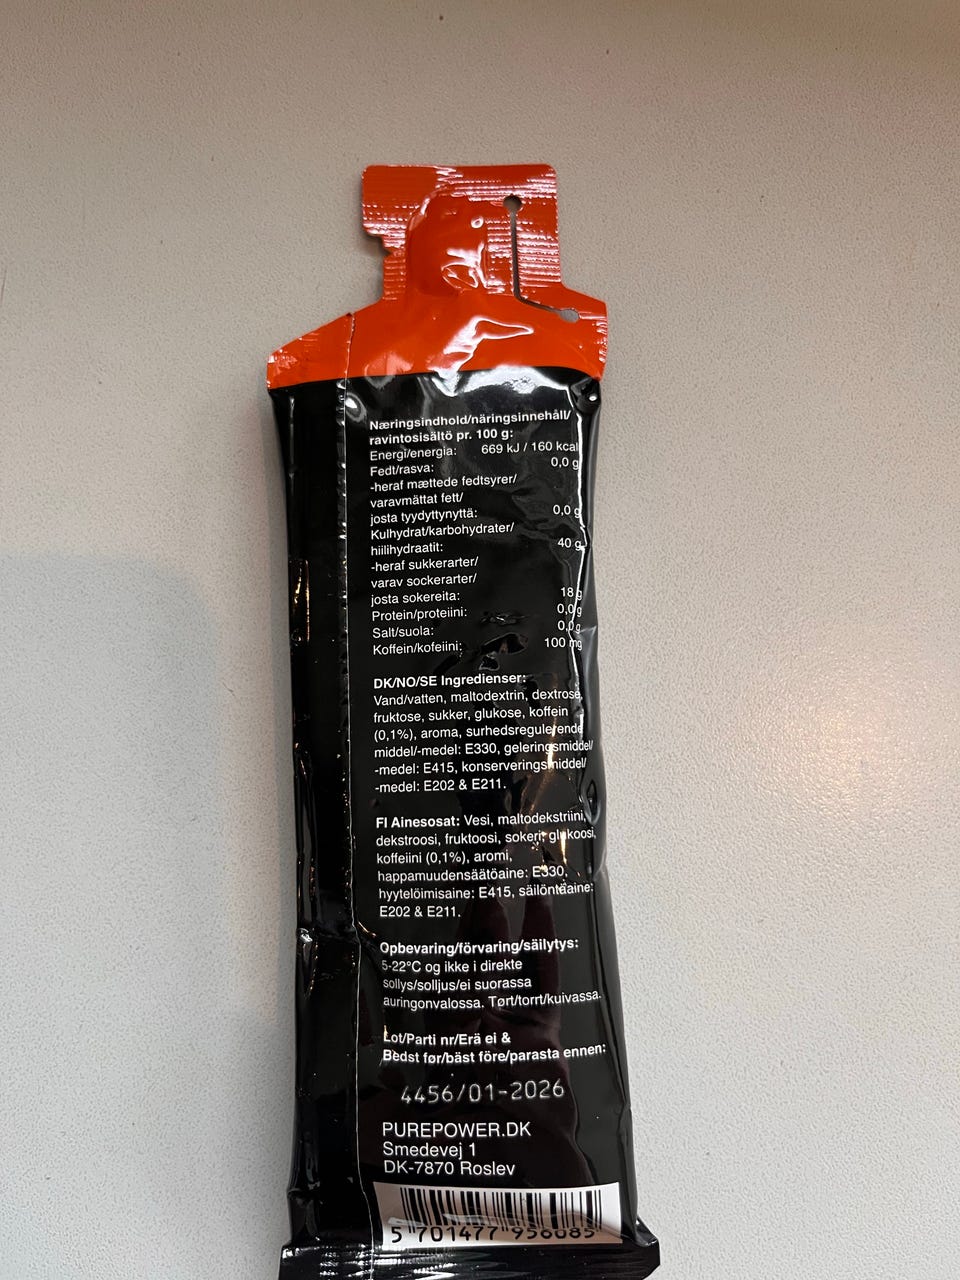 Næringsindhold/näringsinnehåll/
ravintosisältö pr. 100 g:
Energi/energia: 669 kJ / 160 kcal
Fedt/rasva: 0,0 g
-heraf mættede fedtsyrer/
varavmättat fett/
josta tyydyttynyttä: 0,0 g
Kulhydrat/karbohydrater/
hiilihydraatit: 40 g
-heraf sukkerarter/
varav sockerarter/
josta sokereita: 18 g
Protein/proteiini: 0,0 g
Salt/suola: 0,0 g
Koffein/kofeiini: 100 mg
DK/NO/SE Ingredienser:
Vand/vatten, maltodextrin, dextrose,
fruktose, sukker, glukose, koffein
(0,1%), aroma, surhedsregulerende
middel/-medel: E330, geleringsmiddel/
-medel: E415, konserveringsmiddel/
-medel: E202 & E211.
FI Ainesosat: Vesi, maltodekstriini,
dekstroosi, fruktoosi, sokeri, glukoosi,
koffeiini (0,1%), aromi,
happamuudensäätöaine: E330,
hyytelöimisaine: E415, säilöntäaine:
E202 & E211.
Opbevaring/förvaring/säilytys:
5-22°C og ikke i direkte
sollys/solljus/ei suorassa
auringonvalossa. Tørt/torrt/kuivassa.
Lot/Parti nr/Erä ei &
Bedst før/bäst före/parasta ennen:
4456/01-2026
PUREPOWER.DK
Smedevej 1
DK-7870 Roslev
5 701477 956085